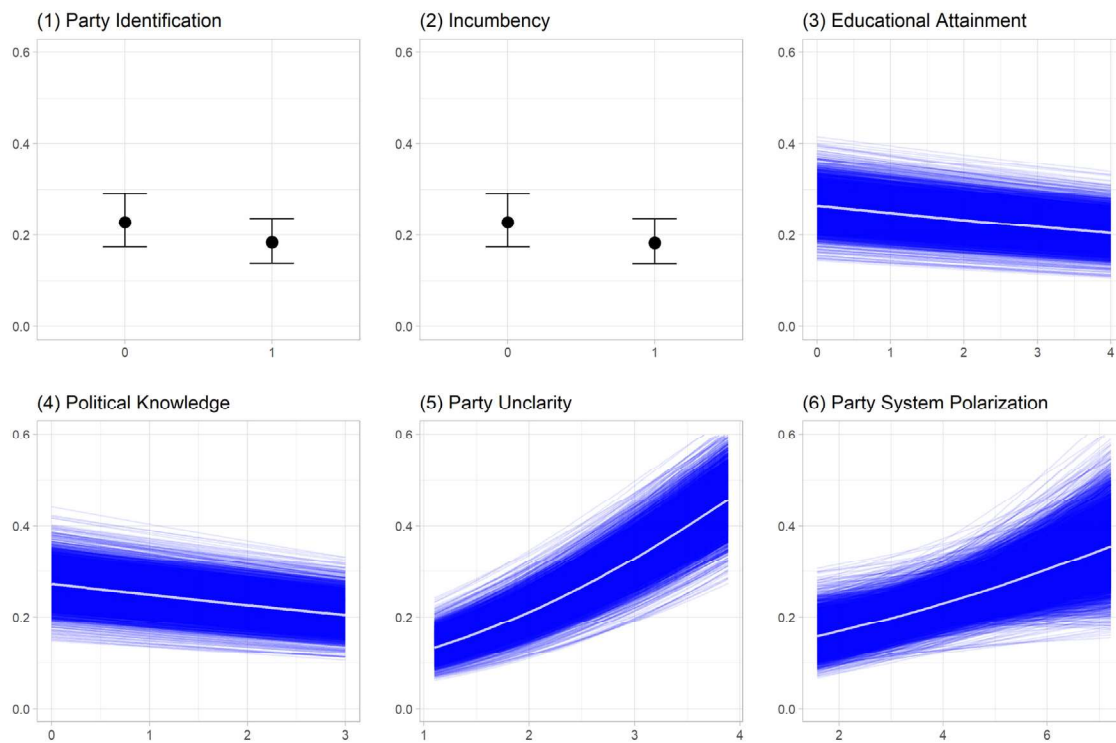 (1) Party Identification
(2) Incumbency
(3) Educational Attainment
0.6
0.4
0.2
0.0
0 1
0.6
0.4
0.2
0.0
0 1
0.6
0.4
0.2
0.0
0 1 2 3 4
(4) Political Knowledge
(5) Party Unclarity
(6) Party System Polarization
0.6
0.4
0.2
0.0
0 1 2 3
0.6
0.4
0.2
0.0
1 2 3 4
0.6
0.4
0.2
0.0
2 4 6